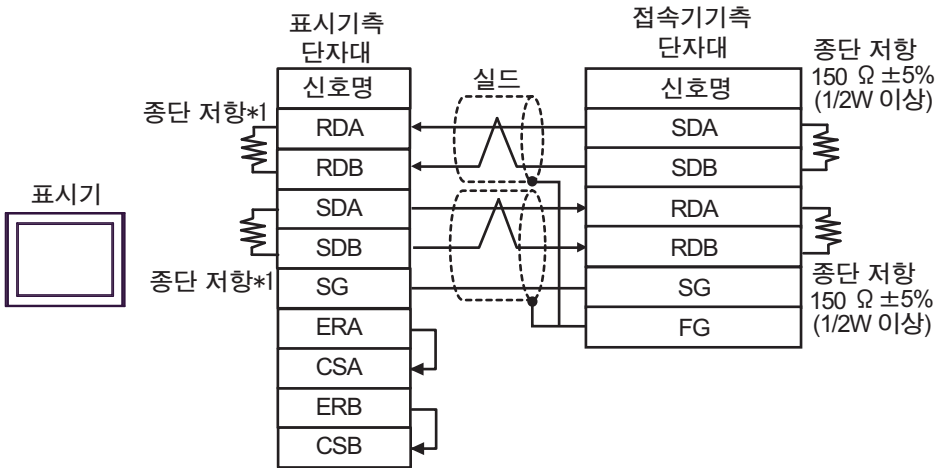 표시기측
단자대
접속기기측
단자대
종단 저항
150 Ω ±5%
(1/2W 이상)
신호명
실드
신호명
종단 저항*1
RDA
SDA
RDB
SDB
표시기
SDA
RDA
SDB
RDB
종단 저항*1
SG
SG
종단 저항
150 Ω ±5%
(1/2W 이상)
ERA
FG
CSA
ERB
CSB